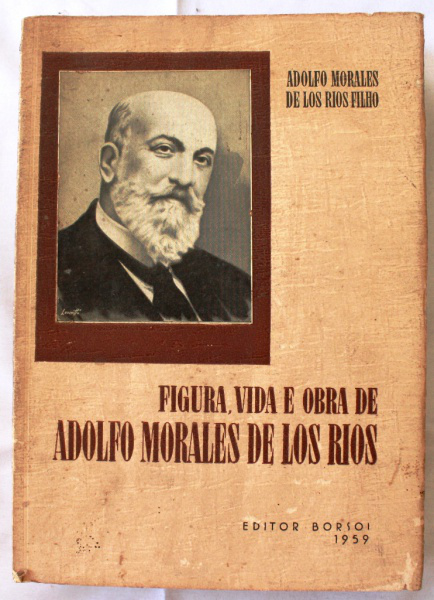 ADOLFO MORALES
DE LOS RIOS FILHO
FIGURA, VIDA E OBRA DE
ADOLFO MORALES DE LOS RIOS
EDITOR BORSOI
1959